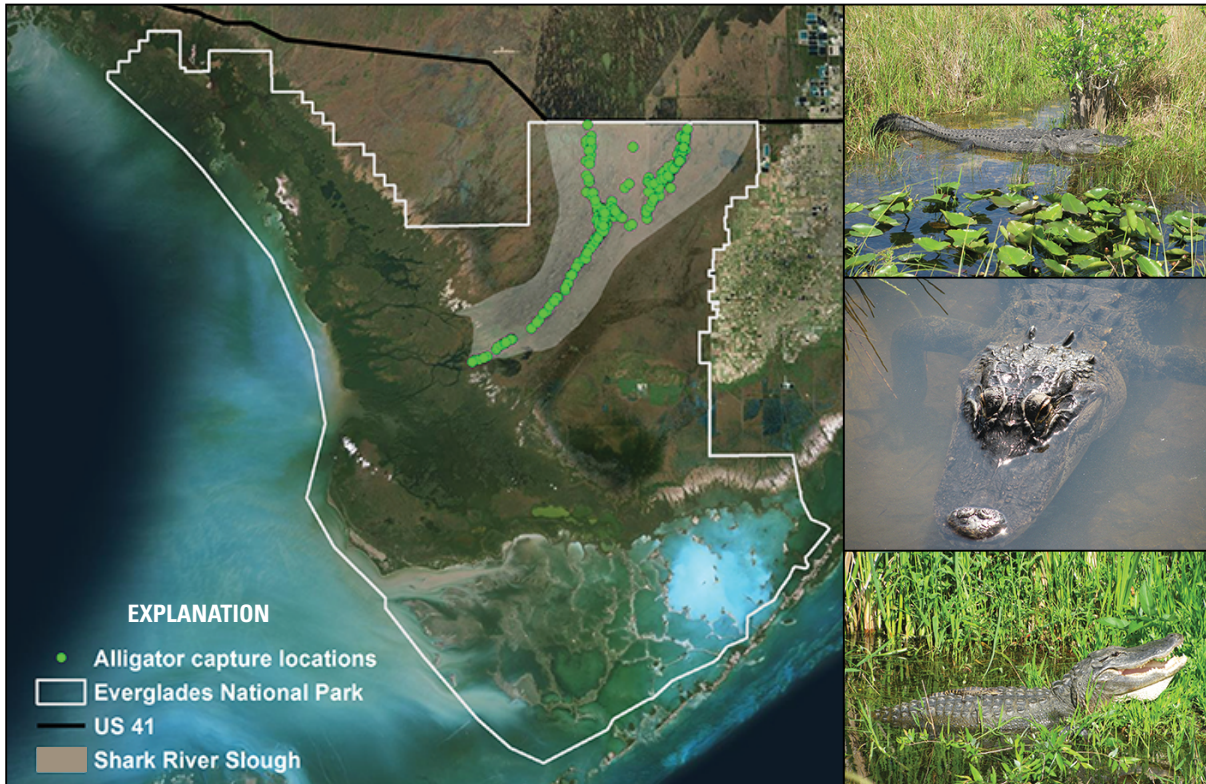 EXPLANATION
Alligator capture locations
Everglades National Park
US 41
Shark River Slough